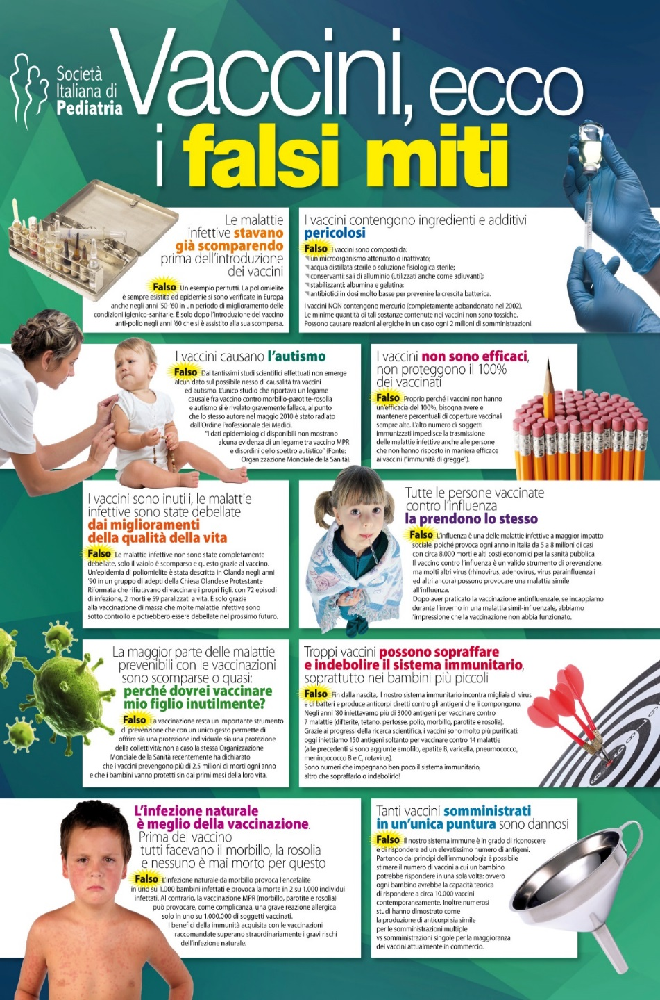 Società
Italiana di
Pediatria
Vaccini, ecco
i falsi miti
Le malattie
infettive stavano
già scomparendo
prima dell'introduzione
dei vaccini
Falso Un esempio per tutti. La poliomielite
è sempre esistita ed epidemie si sono verificate in Europa
anche negli anni '50-'60 in un periodo di miglioramento delle
condizioni igienico-sanitarie. È solo dopo l'introduzione del vaccino
anti-polio negli anni '60 che si è assistito alla sua scomparsa.
I vaccini contengono ingredienti e additivi
pericolosi
Falso I vaccini sono composti da:
un microorganismo attenuato o inattivato;
acqua distillata sterile o soluzione fisiologica sterile;
conservanti: sali di alluminio (utilizzati anche come adiuvanti);
stabilizzanti: albumina e gelatina;
antibiotici in dosi molto basse per prevenire la crescita batterica.
I vaccini NON contengono mercurio (completamente abbandonato nel 2002).
Le minime quantità di tali sostanze contenute nei vaccini non sono tossiche.
Possono causare reazioni allergiche in un caso ogni 2 milioni di somministrazioni.
I vaccini causano l'autismo
Falso Dai tantissimi studi scientifici effettuati non emerge
alcun dato sul possibile nesso di causalità tra vaccini
ed autismo. L'unico studio che riportava un legame
causale fra vaccino contro morbillo-parotite-rosolia
e autismo si è rivelato gravemente fallace, al punto
che lo stesso autore nel maggio 2010 è stato radiato
dall'Ordine Professionale dei Medici.
"I dati epidemiologici disponibili non mostrano
alcuna evidenza di un legame tra vaccino MPR
e disordini dello spettro autistico" (Fonte:
Organizzazione Mondiale della Sanità).
I vaccini non sono efficaci,
non proteggono il 100%
dei vaccinati
Falso Proprio perché i vaccini non hanno
un'efficacia del 100%, bisogna avere e
mantenere percentuali di coperture vaccinali
sempre alte. L'alto numero di soggetti
immunizzati impedisce la trasmissione
delle malattie infettive anche alle persone
che non hanno risposto in maniera efficace
ai vaccini ("immunità di gregge").
I vaccini sono inutili, le malattie
infettive sono state debellate
dai miglioramenti
della qualità della vita
Falso Le malattie infettive non sono state completamente
debellate, solo il vaiolo è scomparso e questo grazie al vaccino.
Un'epidemia di poliomielite è stata descritta in Olanda negli anni
'90 in un gruppo di adepti della Chiesa Olandese Protestante
Riformata che rifiutavano di vaccinare i propri figli, con 72 episodi
di infezione, 2 morti e 59 paralizzati a vita. È solo grazie
alla vaccinazione di massa che molte malattie infettive sono
sotto controllo e potrebbero essere debellate nel prossimo futuro.
Tutte le persone vaccinate
contro l'influenza
la prendono lo stesso
Falso L'influenza è una delle malattie infettive a maggior impatto
sociale, poiché provoca ogni anno in Italia da 5 a 8 milioni di casi
con circa 8.000 morti e alti costi economici per la sanità pubblica.
Il vaccino contro l'influenza è un valido strumento di prevenzione,
ma molti altri virus (rhinovirus, adenovirus, virus parainfluenzali
ed altri ancora) possono provocare una malattia simile
all'influenza.
Dopo aver praticato la vaccinazione antinfluenzale, se incappiamo
durante l'inverno in una malattia simil-influenzale, abbiamo
l'impressione che la vaccinazione non abbia funzionato.
La maggior parte delle malattie
prevenibili con le vaccinazioni
sono scomparse o quasi:
perché dovrei vaccinare
mio figlio inutilmente?
Falso La vaccinazione resta un importante strumento
di prevenzione che con un unico gesto permette di
offrire sia una protezione individuale sia una protezione
della collettività; non a caso la stessa Organizzazione
Mondiale della Sanità recentemente ha dichiarato
che i vaccini prevengono più di 2,5 milioni di morti ogni anno
e che i bambini vanno protetti sin dai primi mesi della loro vita.
Troppi vaccini possono sopraffare
e indebolire il sistema immunitario,
soprattutto nei bambini più piccoli
Falso Fin dalla nascita, il nostro sistema immunitario incontra migliaia di virus
e di batteri e produce anticorpi diretti contro gli antigeni che li compongono.
Negli anni '80 iniettavamo più di 3000 antigeni per vaccinare contro
7 malattie (difterite, tetano, pertosse, polio, morbillo, parotite e rosolia).
Grazie ai progressi della ricerca scientifica, i vaccini sono molto più purificati:
oggi iniettiamo 150 antigeni soltanto per vaccinare contro 14 malattie
(alle precedenti si sono aggiunte emofilo, epatite B, varicella, pneumococco,
meningococco B e C, rotavirus).
Sono numeri che impegnano ben poco il sistema immunitario,
altro che sopraffarlo o indebolirlo!
L'infezione naturale
è meglio della vaccinazione.
Prima del vaccino
tutti facevano il morbillo, la rosolia
e nessuno è mai morto per questo
Falso L'infezione naturale da morbillo provoca l'encefalite
in uno su 1.000 bambini infettati e provoca la morte in 2 su 1.000 individui
infettati. Al contrario, la vaccinazione MPR (morbillo, parotite e rosolia)
può provocare, come complicanza, una grave reazione allergica
solo in uno su 1.000.000 di soggetti vaccinati.
I benefici della immunità acquisita con le vaccinazioni
raccomandate superano straordinariamente i gravi rischi
dell'infezione naturale.
Tanti vaccini somministrati
in un'unica puntura sono dannosi
Falso Il nostro sistema immune è in grado di riconoscere
e di rispondere ad un elevatissimo numero di antigeni.
Partendo dai principi dell'immunologia è possibile
stimare il numero di vaccini a cui un bambino
potrebbe rispondere in una sola volta: ovvero
ogni bambino avrebbe la capacità teorica
di rispondere a circa 10.000 vaccini
contemporaneamente. Inoltre numerosi
studi hanno dimostrato come
la produzione di anticorpi sia simile
per le somministrazioni multiple
vs somministrazioni singole per la maggioranza
dei vaccini attualmente in commercio.